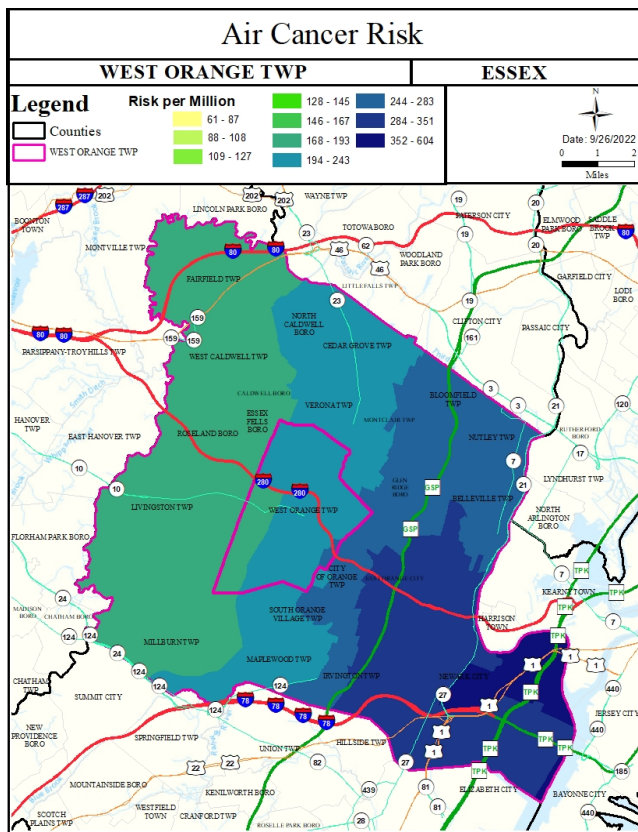 Air Cancer Risk
WEST ORANGE TWP
ESSEX
Legend
Counties
WEST ORANGE TWP
Risk per Million
61 - 87
88 - 108
109 - 127
128 - 145
146 - 167
168 - 193
194 - 243
244 - 283
284 - 351
352 - 604
N
Date: 9/26/2022
0 1 2
Miles
287
202
287
BOONTON TOWN
LINCOLN PARK BORO
202
202
WAYNE TWP
19
PATERSON CITY
20
ELMWOOD PARK BORO
SADDLE BROOK TWP
MONTVILLE TWP
80
80
23
TOTOWA BORO
46
62
19
20
80
FAIRFIELD TWP
46
WOODLAND PARK BORO
GARFIELD CITY
LODI BORO
LITTLE FALLS TWP
23
19
80
80
159
159
159
NORTH CALDWELL BORO
CLIFTON CITY
161
PASSAIC CITY
PARSIPPANY-TROY HILLS TWP
WEST CALDWELL TWP
CEDAR GROVE TWP
3
3
CALDWELL BORO
VERONA TWP
BLOOMFIELD TWP
21
120
HANOVER TWP
ESSEX FELLS BORO
MONTCLAIR TWP
RUTHERFORD BORO
EAST HANOVER TWP
ROSELAND BORO
NUTLEY TWP
17
10
280
7
LYNDHURST TWP
10
280
GLEN RIDGE BORO
GSP
21
LIVINGSTON TWP
WEST ORANGE TWP
BELLEVILLE TWP
NORTH ARLINGTON BORO
FLORHAM PARK BORO
GSP
CITY OF ORANGE TWP
EAST ORANGE CITY
7
TPK
KEARNY TOWN
24
MADISON BORO
CHATHAM BORO
124
124
SOUTH ORANGE VILLAGE TWP
HARRISON TOWN
TPK
TPK
7
24
MILLBURN TWP
TPK
CHATHAM TWP
124
MAPLEWOOD TWP
1
1
1
SUMMIT CITY
124
124
IRVINGTON TWP
NEWARK CITY
TPK
440
124
78
78
78
78
27
1
JERSEY CITY
NEW PROVIDENCE BORO
SPRINGFIELD TWP
1
440
UNION TWP
HILLSIDE TWP
1
TPK
TPK
TPK
22
22
82
27
TPK
185
MOUNTAINSIDE BORO
KENILWORTH BORO
439
81
81
ELIZABETH CITY
BAYONNE CITY
SCOTCH PLAINS TWP
WESTFIELD TOWN
CRANFORD TWP
ROSELLE PARK BORO
28
440